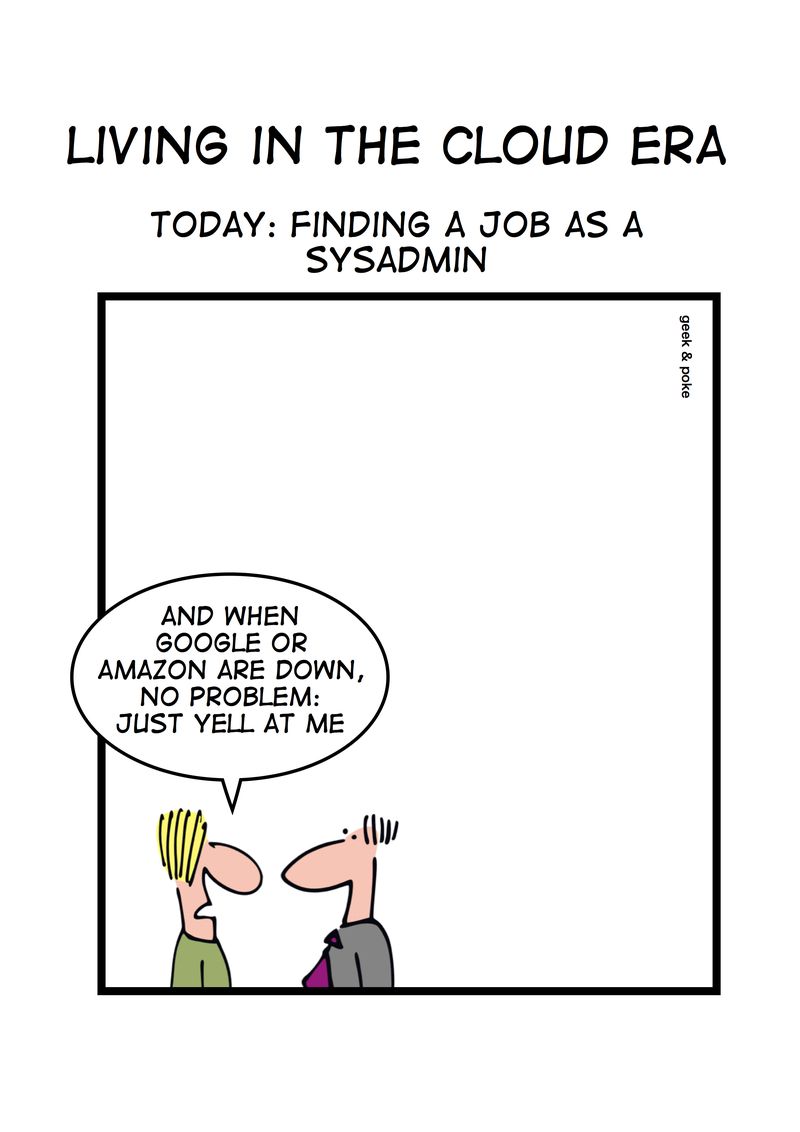 LIVING IN THE CLOUD ERA
TODAY: FINDING A JOB AS A
SYSADMIN
geek & poke
AND WHEN
GOOGLE OR
AMAZON ARE DOWN,
NO PROBLEM:
JUST YELL AT ME